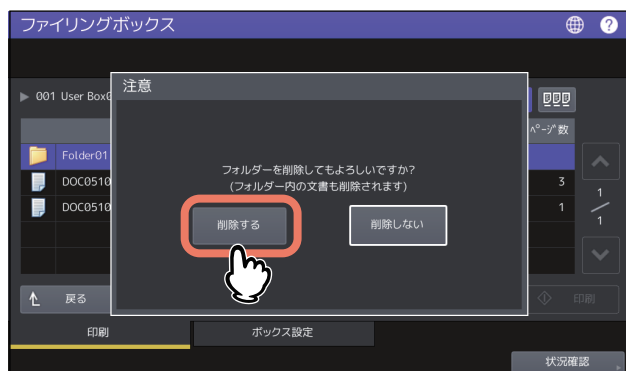 ファイリングボックス
?
注意
001 User Box0
ページ数
Folder01
フォルダーを削除してもよろしいですか?
(フォルダー内の文書も削除されます)
DOC0510
3
DOC0510
1
1
1
削除する
削除しない
戻る
印刷
印刷
ボックス設定
状況確認